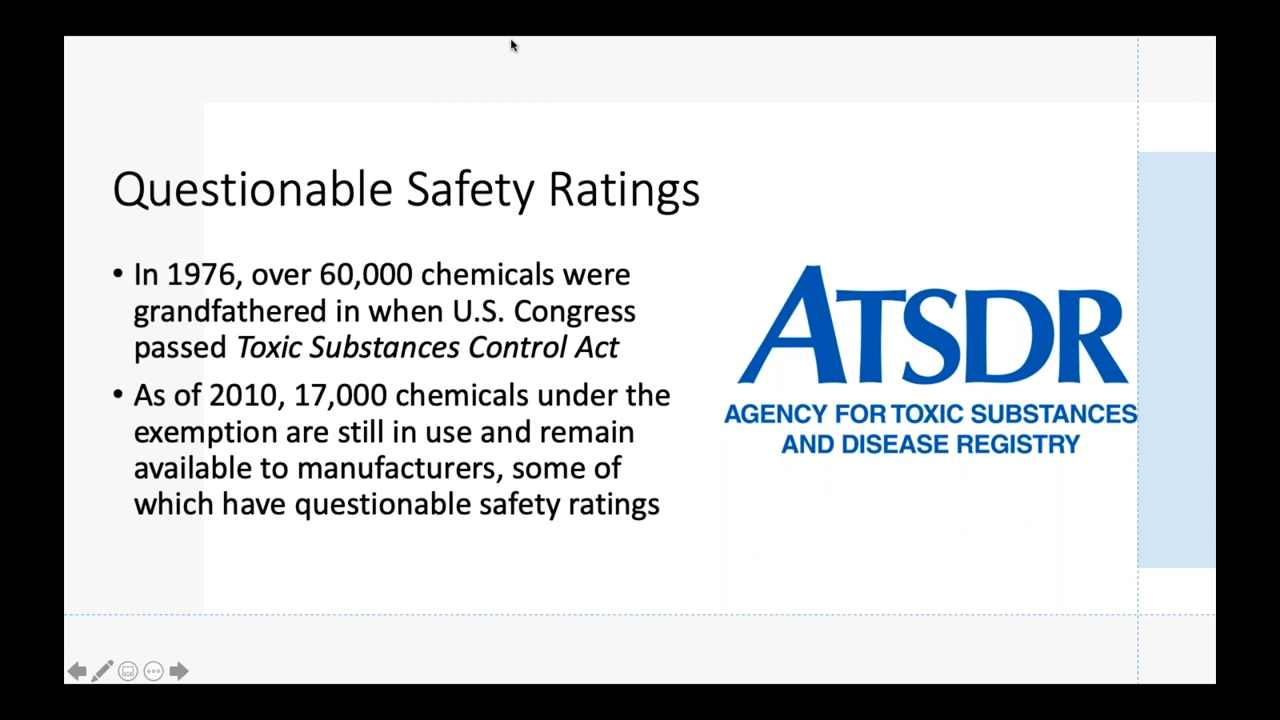 Questionable Safety Ratings
• In 1976, over 60,000 chemicals were
grandfathered in when U.S. Congress
passed Toxic Substances Control Act
• As of 2010, 17,000 chemicals under the
exemption are still in use and remain
available to manufacturers, some of
which have questionable safety ratings
ATSDR
AGENCY FOR TOXIC SUBSTANCES
AND DISEASE REGISTRY